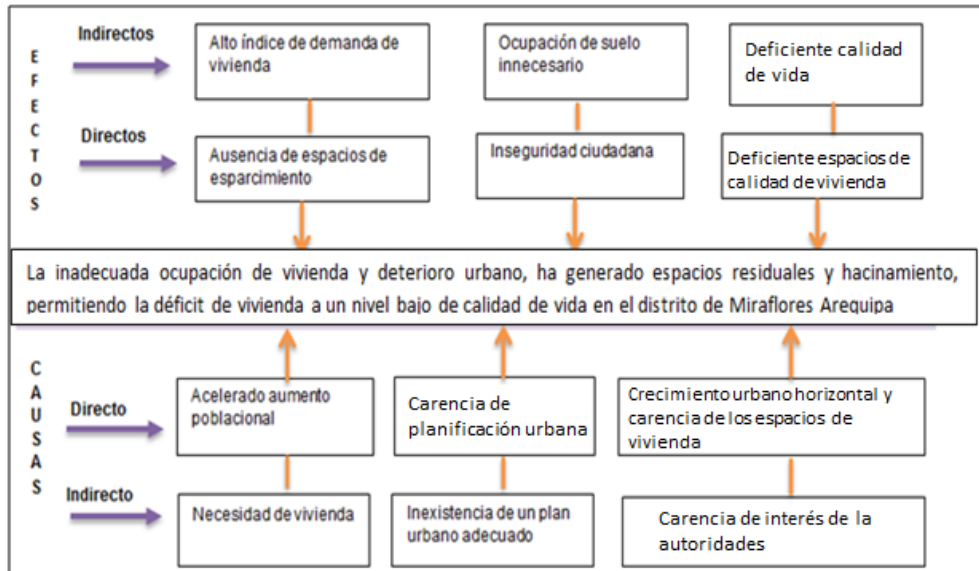 EFECTOS
Indirectos
Alto índice de demanda de
vivienda
Ocupación de suelo
innecesario
Deficiente calidad
de vida
Directos
Ausencia de espacios de
esparcimiento
Inseguridad ciudadana
Deficiente espacios de
calidad de vivienda
La inadecuada ocupación de vivienda y deterioro urbano, ha generado espacios residuales y hacinamiento,
permitiendo la déficit de vivienda a un nivel bajo de calidad de vida en el distrito de Miraflores Arequipa
CAUSAS
Directo
Acelerado aumento
poblacional
Carencia de
planificación urbana
Crecimiento urbano horizontal y
carencia de los espacios de
vivienda
Indirecto
Necesidad de vivienda
Inexistencia de un plan
urbano adecuado
Carencia de interés de la
autoridades